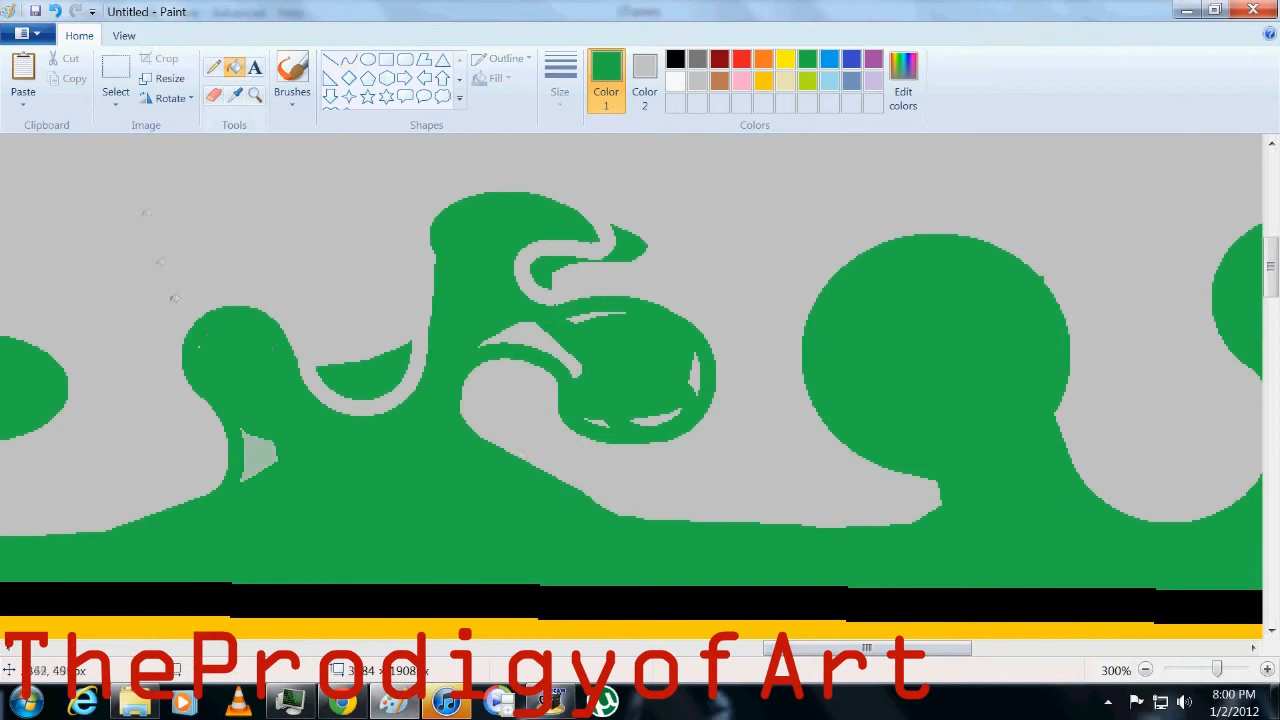 Untitled - Paint
Home
View
Paste
Cut
Copy
Clipboard
Select
Crop
Resize
Rotate
Image
Tools
Brushes
Shapes
Outline
Fill
Size
Color
1
Color
2
Edit
colors
Colors
TheProdigyofArt
300%
8:00 PM
1/2/2012